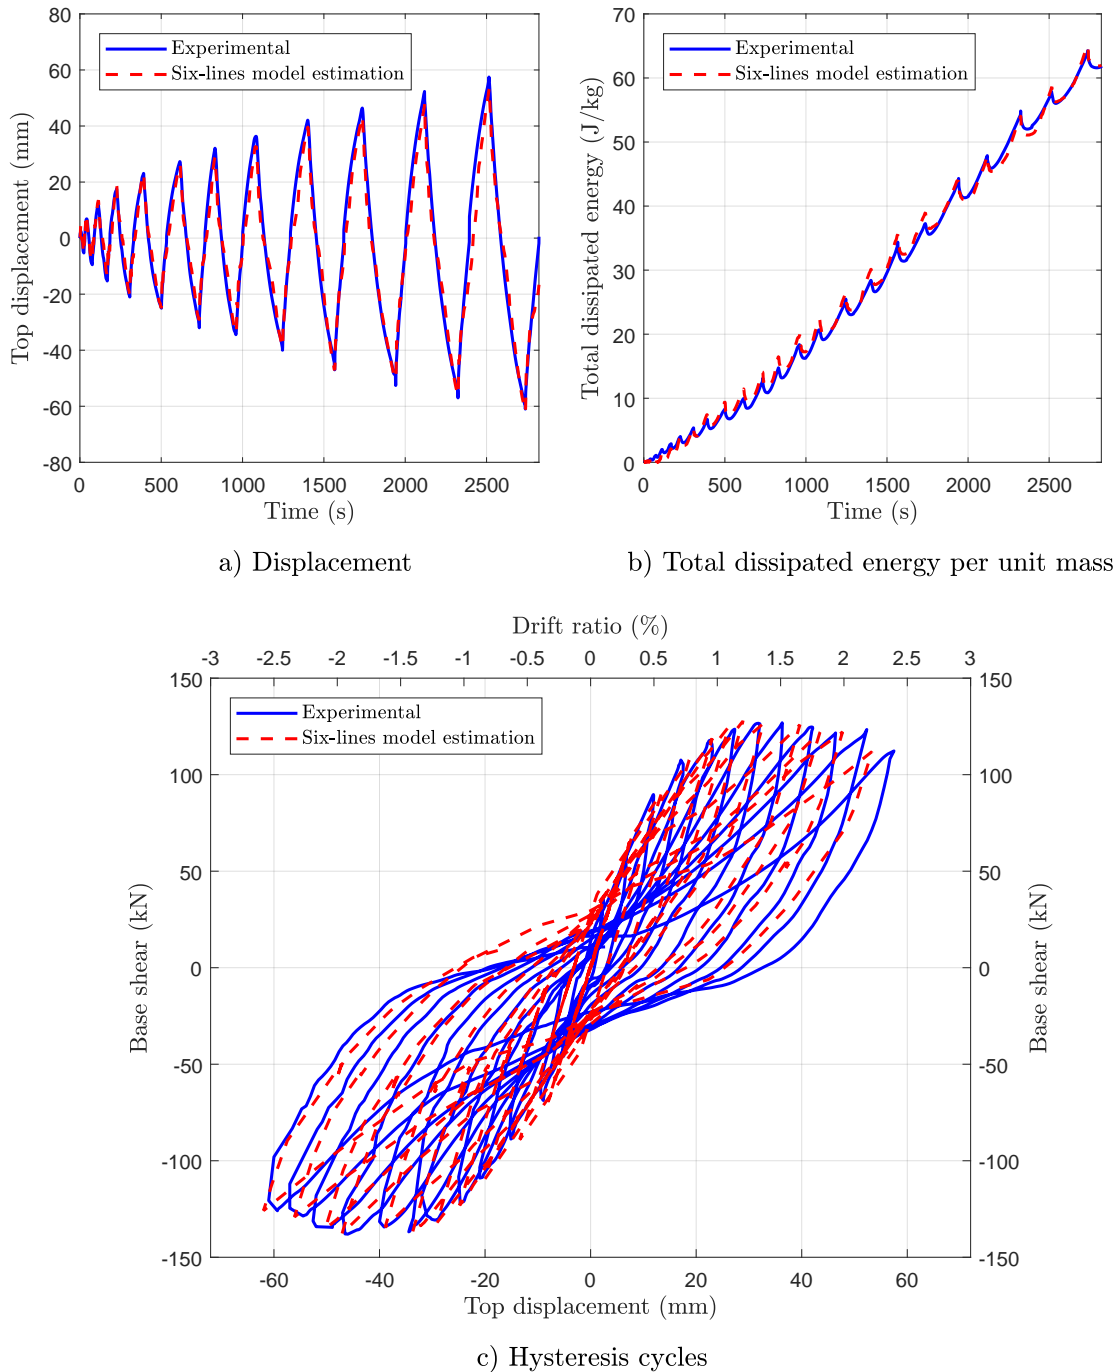 80
60
40
20
0
-20
-40
-60
-80
Top displacement (mm)
Experimental
Six-lines model estimation
0 500 1000 1500 2000 2500
Time (s)
a) Displacement
70
60
50
40
30
20
10
0
Total dissipated energy (J/kg)
Experimental
Six-lines model estimation
0 500 1000 1500 2000 2500
Time (s)
b) Total dissipated energy per unit mass
Drift ratio (%)
-3 -2.5 -2 -1.5 -1 -0.5 0 0.5 1 1.5 2 2.5 3
150 150
Experimental
Six-lines model estimation
100 100
50 50
0 0
-50 -50
-100 -100
-150 -150
Base shear (kN)
Base shear (kN)
-60 -40 -20 0 20 40 60
Top displacement (mm)
c) Hysteresis cycles